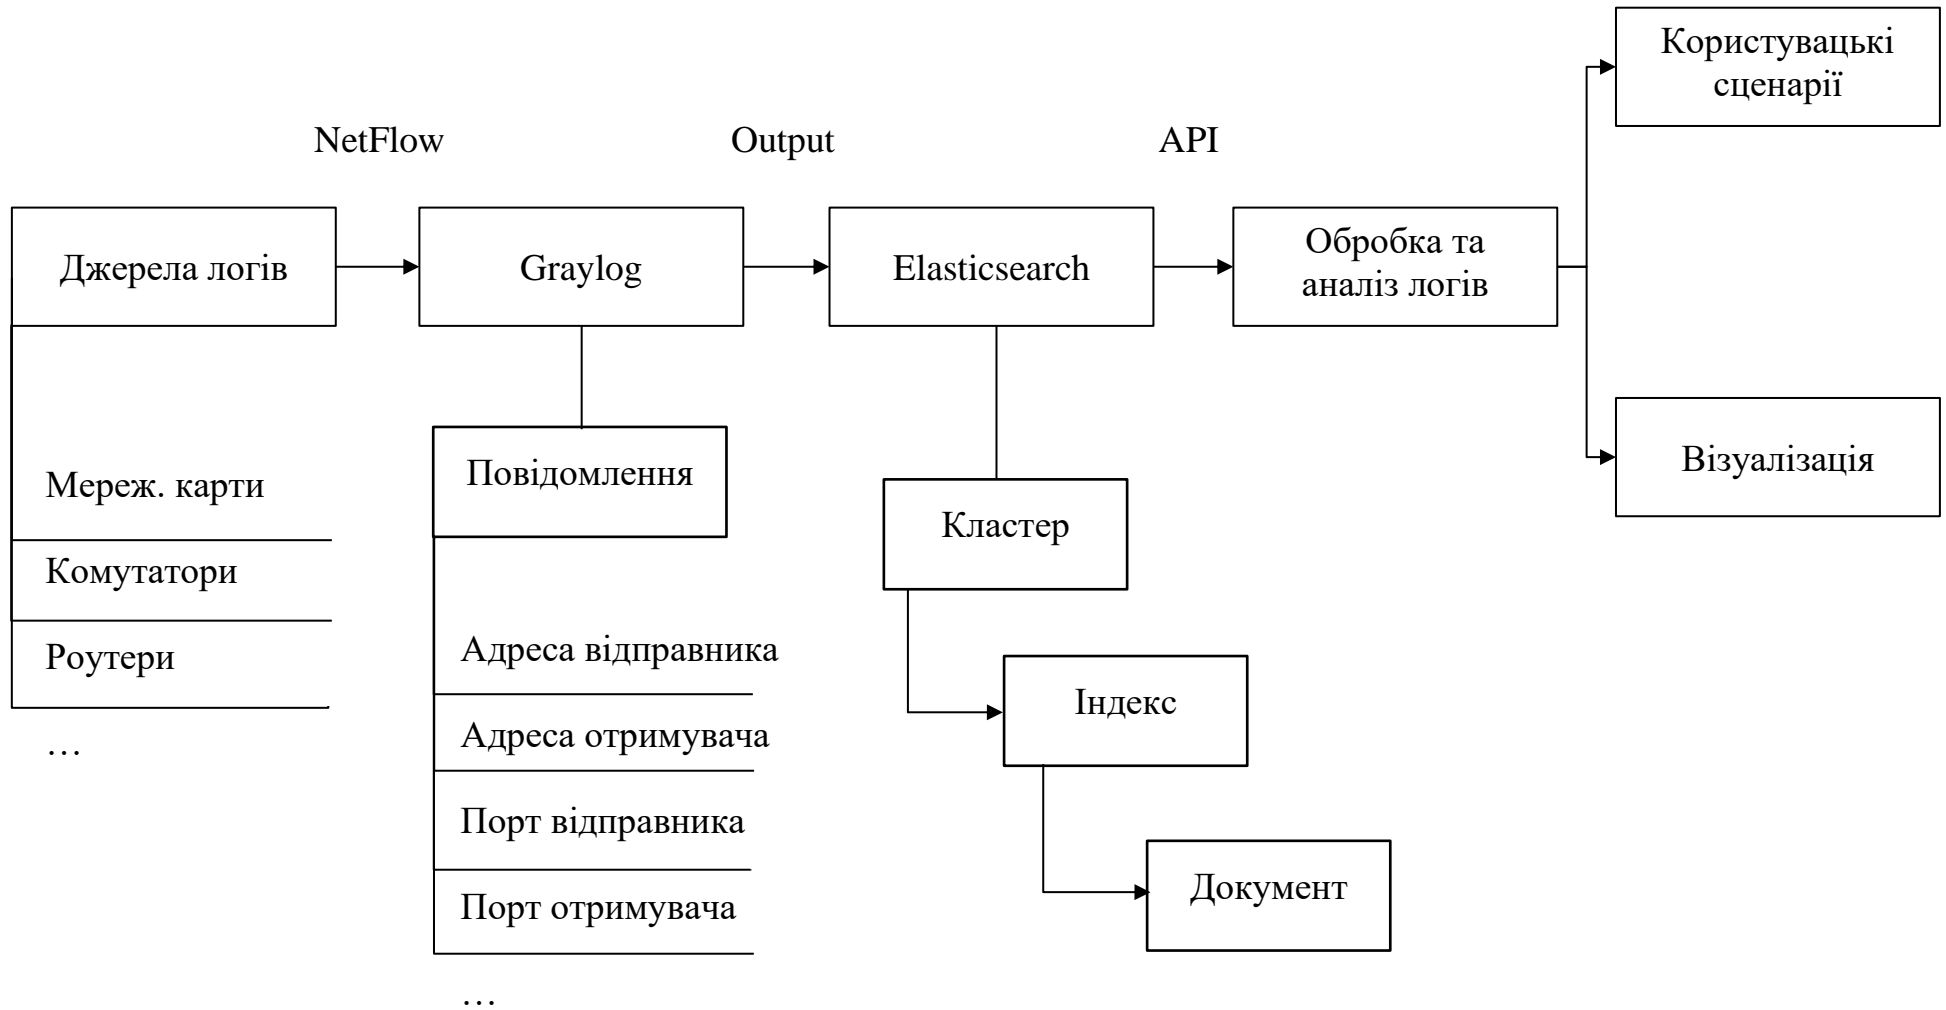 Користувацькі
сценарії
NetFlow
Output
API
Джерела логів
Graylog
Elasticsearch
Обробка та
аналіз логів
Візуалізація
Мереж. карти
Комутатори
Роутери
…
Повідомлення
Адреса відправника
Адреса отримувача
Порт відправника
Порт отримувача
…
Кластер
Індекс
Документ